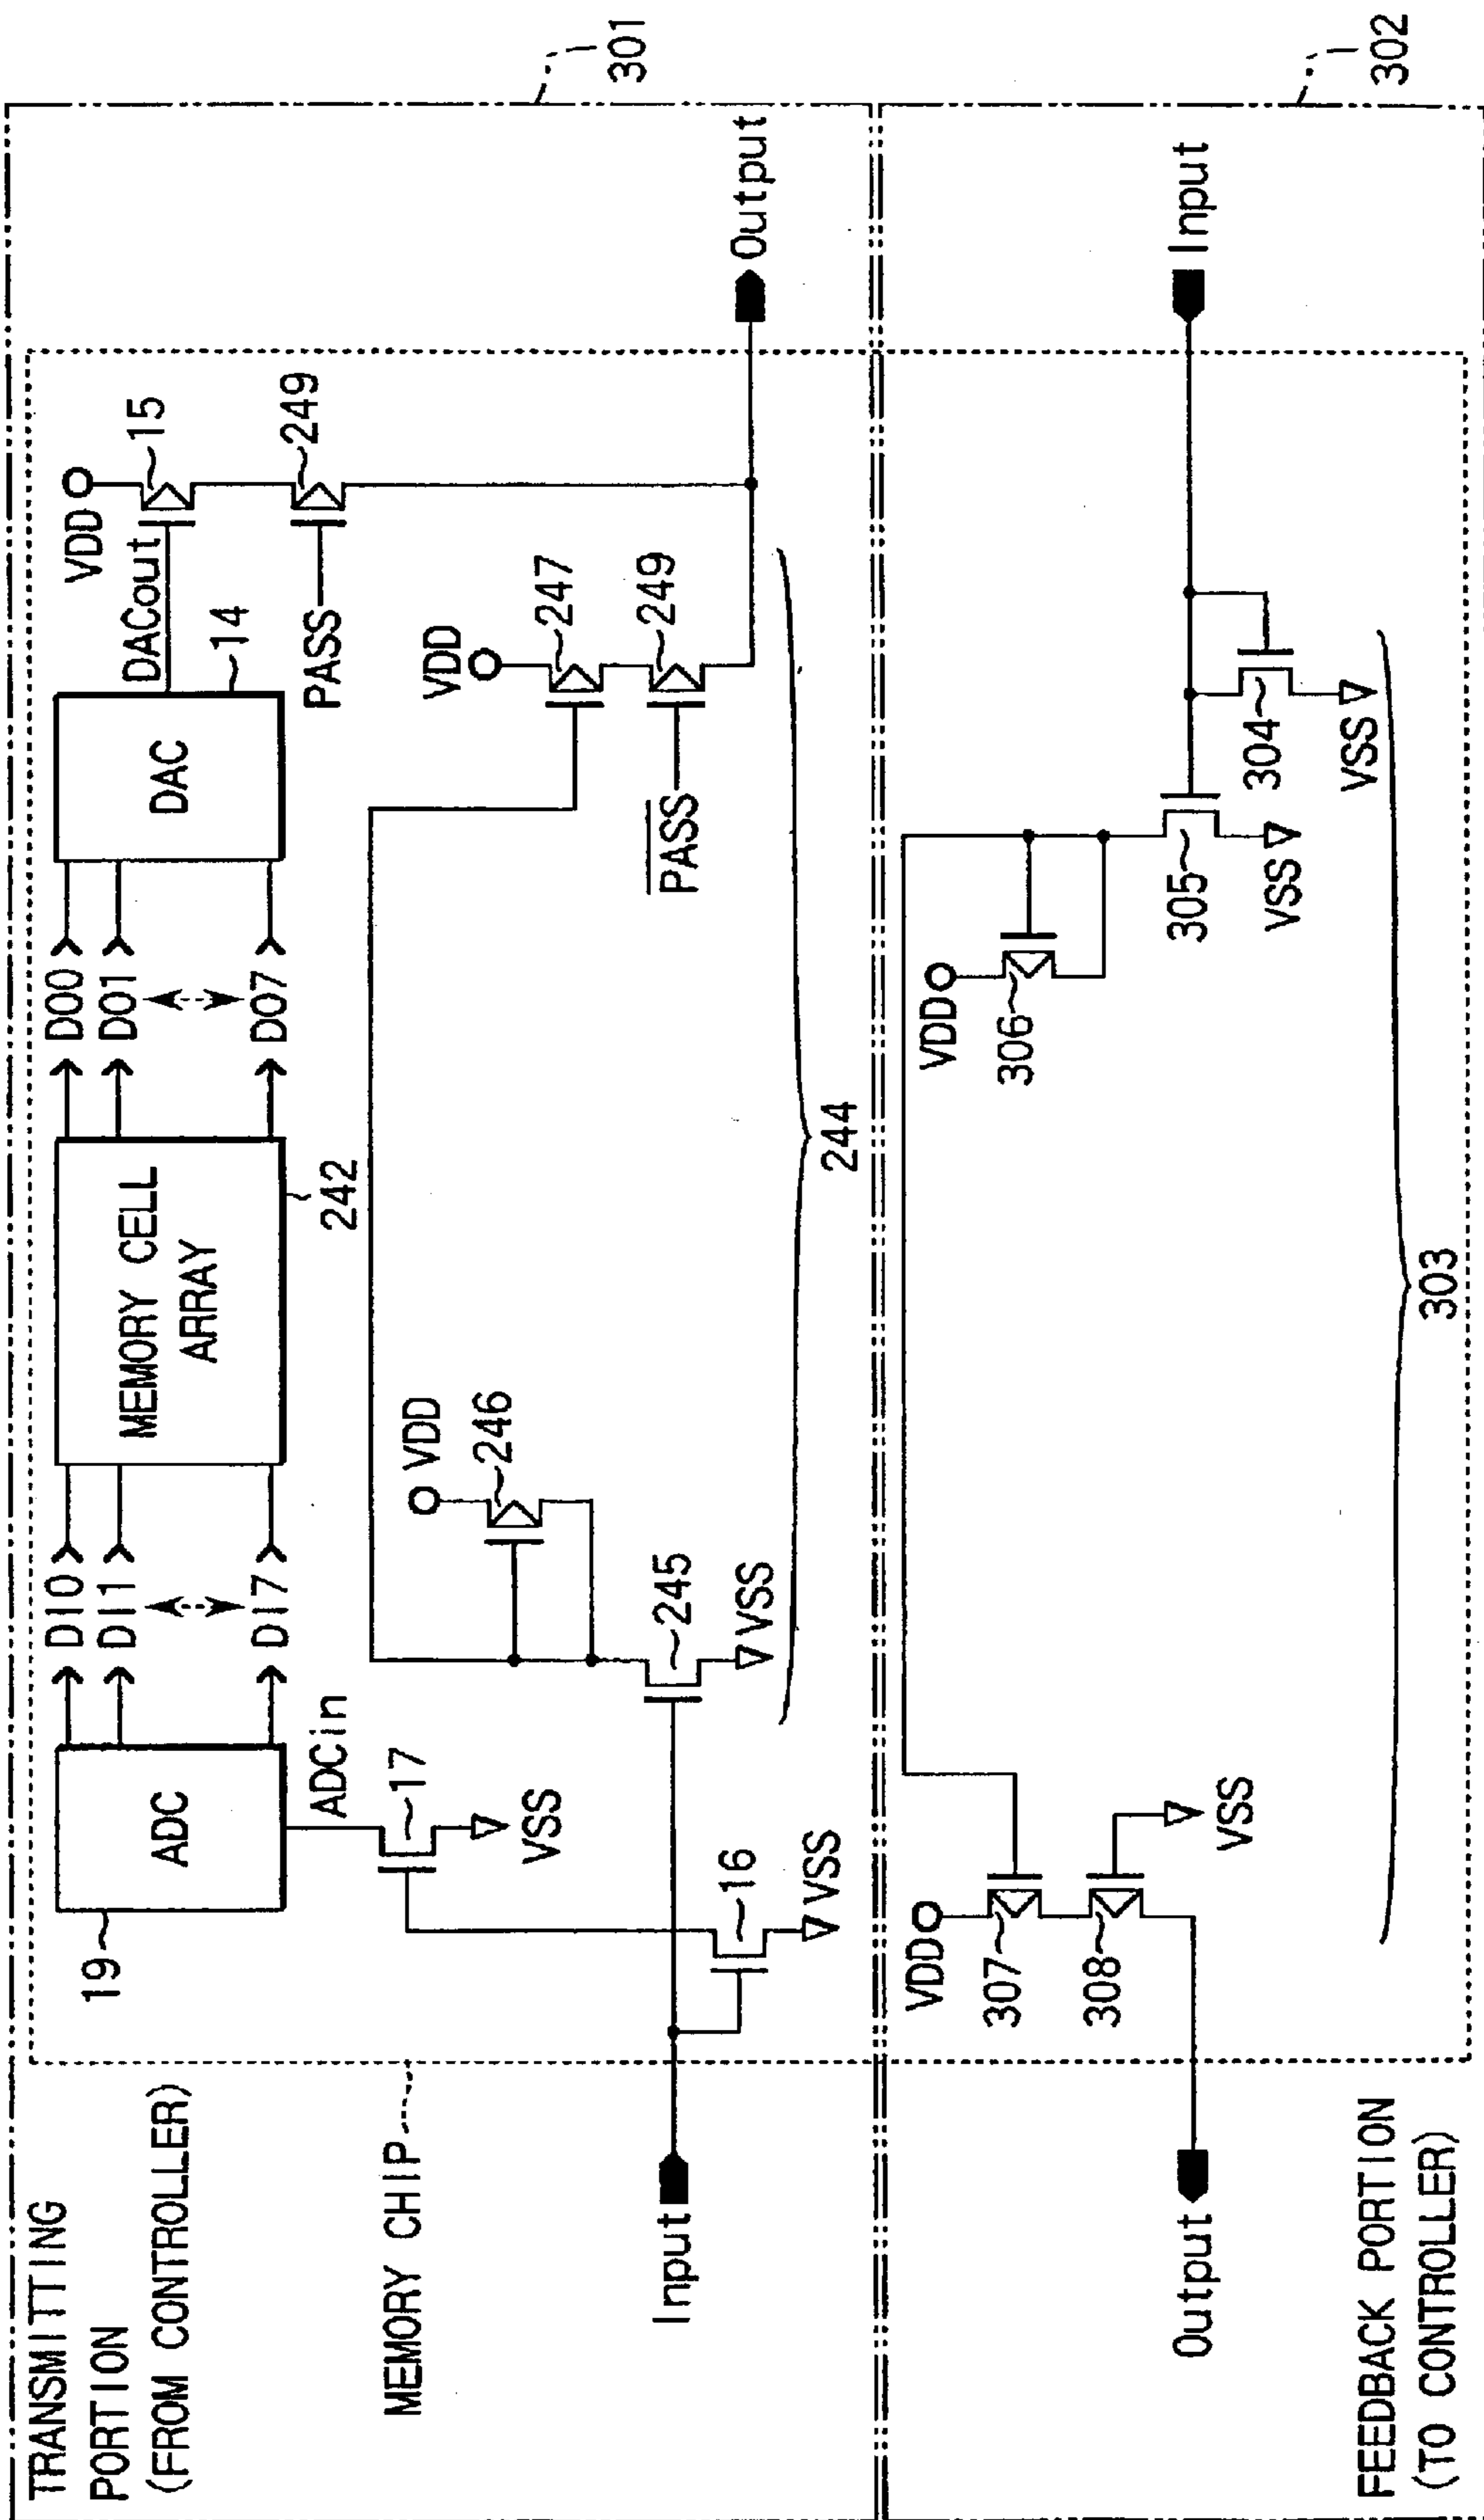 TRANSMITTING
PORTION
(FROM CONTROLLER)
MEMORY CHIP
19
ADC
ADCin
17
VSS
16
VSS
Input
DI0
DI1
DI7
MEMORY CELL
ARRAY
242
DO0
DO1
DO7
DAC
14
DACout
VDD
15
249
PASS
VDD
246
245
VSS
244
VDD
247
249
PASS
Output
301
FEEDBACK PORTION
(TO CONTROLLER)
Output
VDD
307
308
VSS
303
VDD
306
305
VSS
304
VSS
Input
302